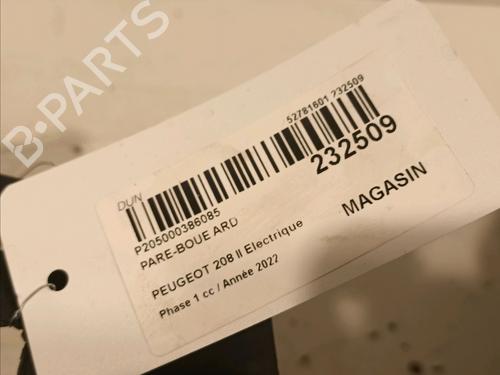 B-PARTS
DUN
52781601 232509
P205000386085
232509
PARE-BOUE ARD
MAGASIN
PEUGEOT 208 II Electrique
Phase 1 cc / Année 2022